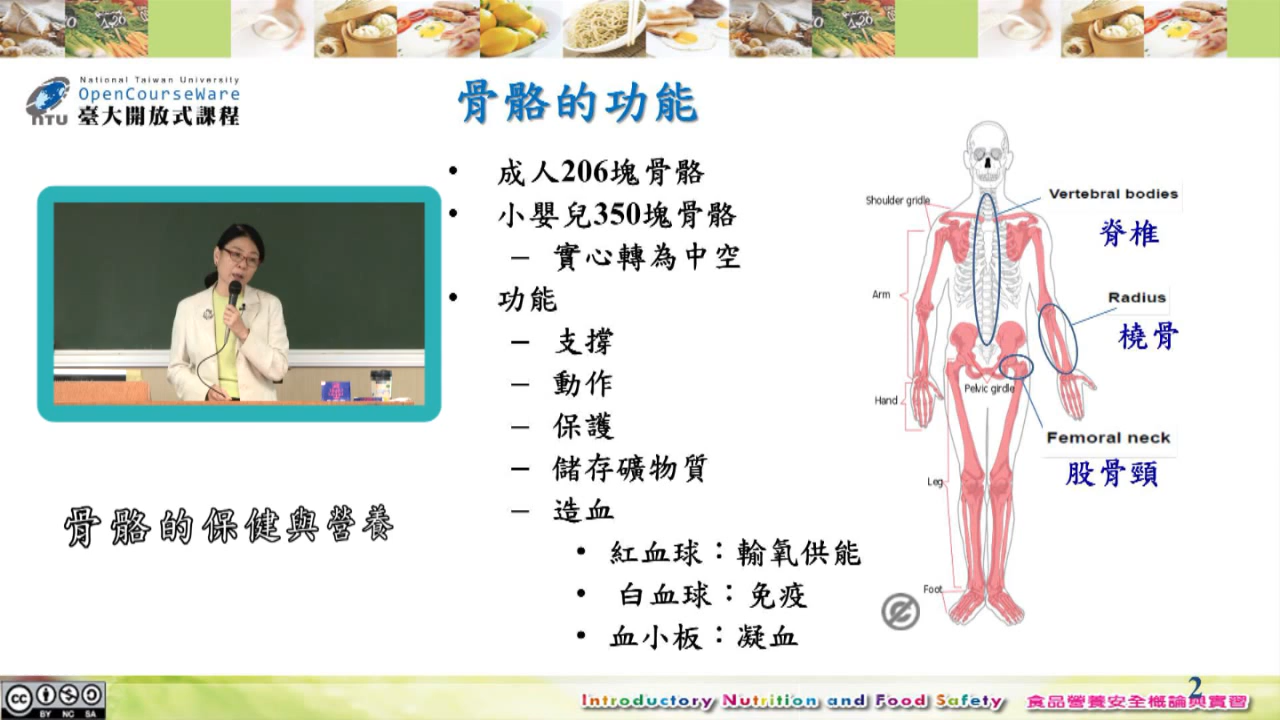 National Taiwan University
OpenCourseWare
NTU 臺大開放式課程
骨骼的功能
• 成人206塊骨骼
• 小嬰兒350塊骨骼
– 實心轉為中空
• 功能
– 支撐
– 動作
– 保護
– 儲存礦物質
– 造血
• 紅血球：輸氧供能
• 白血球：免疫
• 血小板：凝血
Shoulder gridle
Vertebral bodies
脊椎
Arm
Radius
橈骨
Pelvic girdle
Hand
Femoral neck
股骨頸
Leg
Foot
骨骼的保健與營養
cc BY NC SA
Introductory Nutrition and Food Safety 食品營養安全概論與實習
2